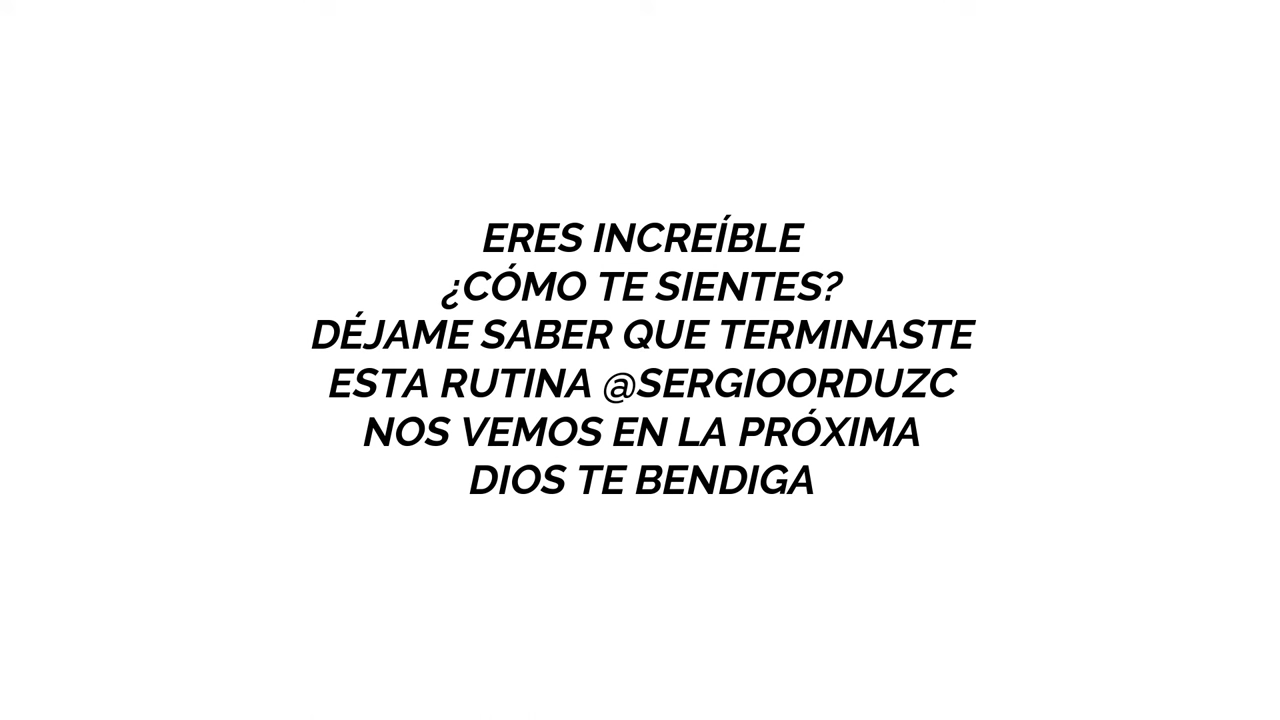 ERES INCREÍBLE
¿CÓMO TE SIENTES?
DÉJAME SABER QUE TERMINASTE
ESTA RUTINA @SERGIOORDUZC
NOS VEMOS EN LA PRÓXIMA
DIOS TE BENDIGA